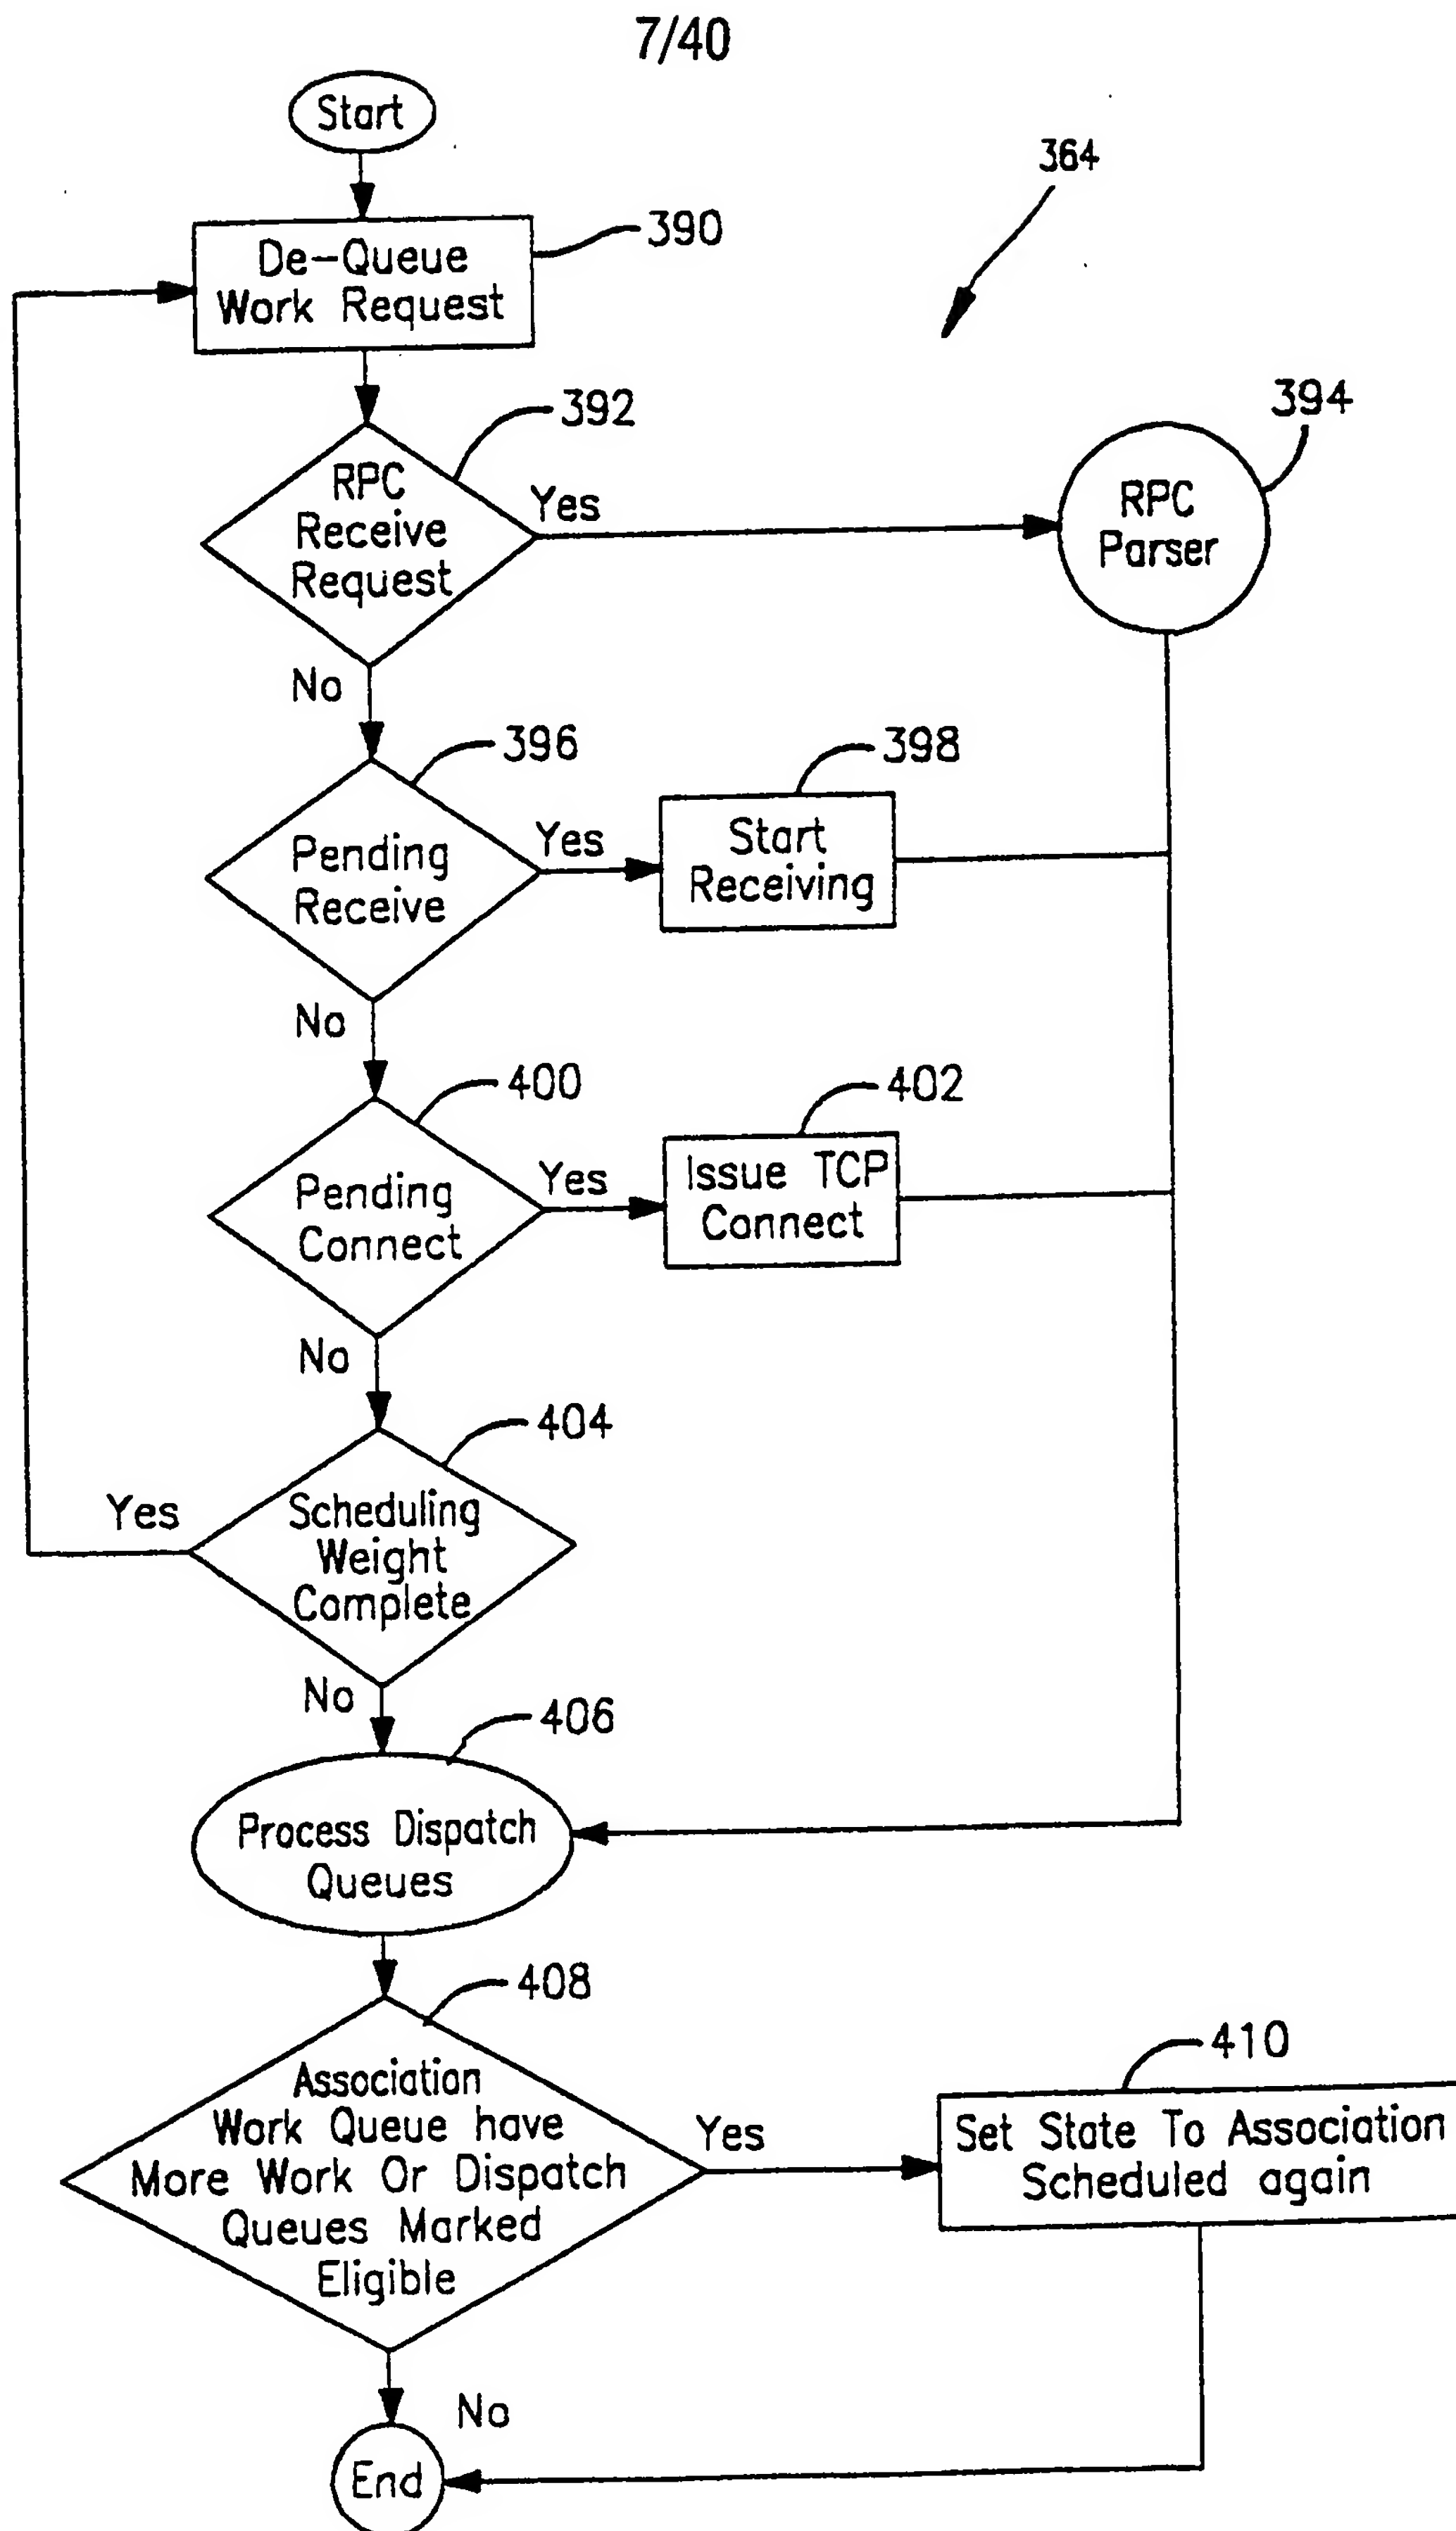 7/40
Start
364
390
De-Queue
Work Request
392
RPC
Receive
Request
Yes
394
RPC
Parser
No
396
Pending
Receive
Yes
398
Start
Receiving
No
400
Pending
Connect
Yes
402
Issue TCP
Connect
No
404
Scheduling
Weight
Complete
Yes
No
406
Process Dispatch
Queues
408
Association
Work Queue have
More Work Or Dispatch
Queues Marked
Eligible
Yes
410
Set State To Association
Scheduled again
No
End